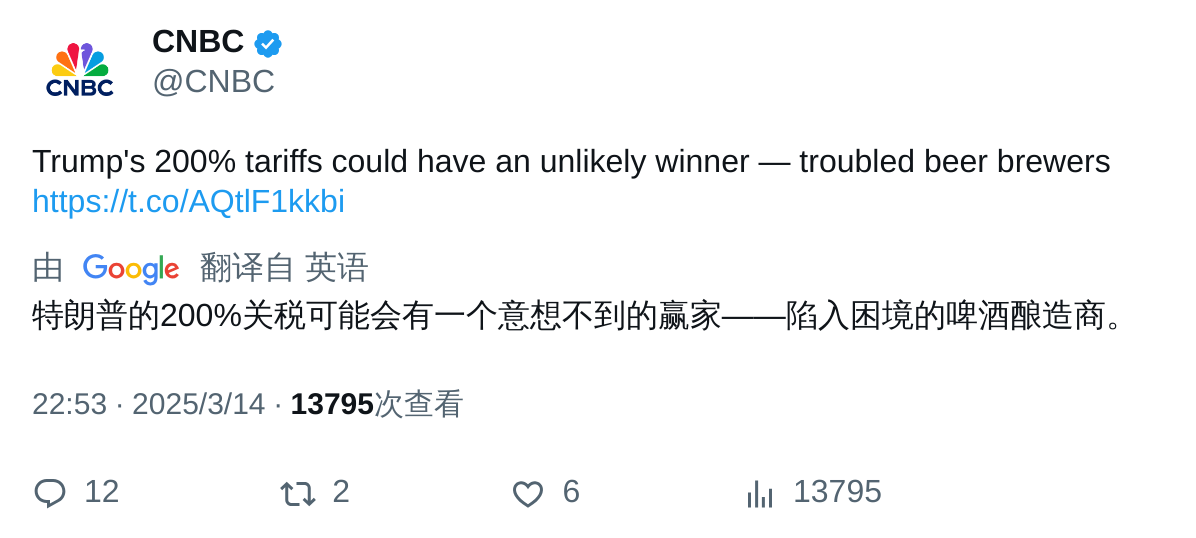 CNBC
@CNBC
CNBC
Trump's 200% tariffs could have an unlikely winner — troubled beer brewers
https://t.co/AQtlF1kkbi
由 Google 翻译自 英语
特朗普的200%关税可能会有一个意想不到的赢家——陷入困境的啤酒酿造商。
22:53 · 2025/3/14 · 13795次查看
12 2 6 13795